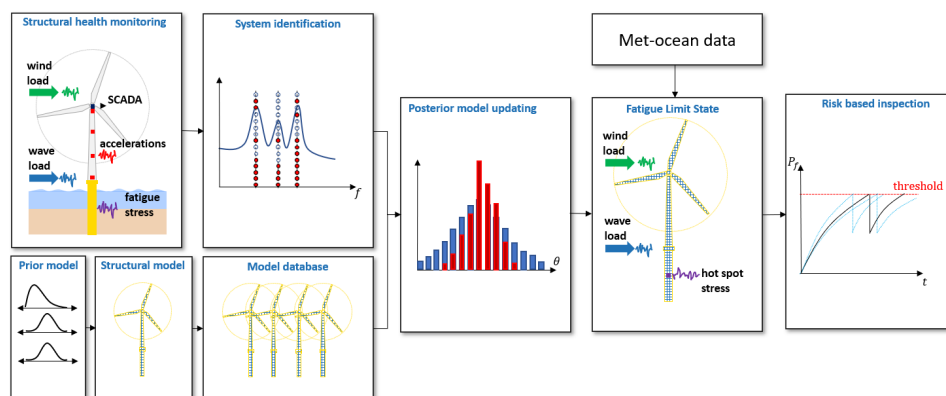 Structural health monitoring
wind
load
SCADA
accelerations
wave
load
fatigue
stress
System identification
f
Prior model
Structural model
Model database
Posterior model updating
θ
Met-ocean data
Fatigue Limit State
wind
load
wave
load
hot spot
stress
Risk based inspection
P_f
threshold
t